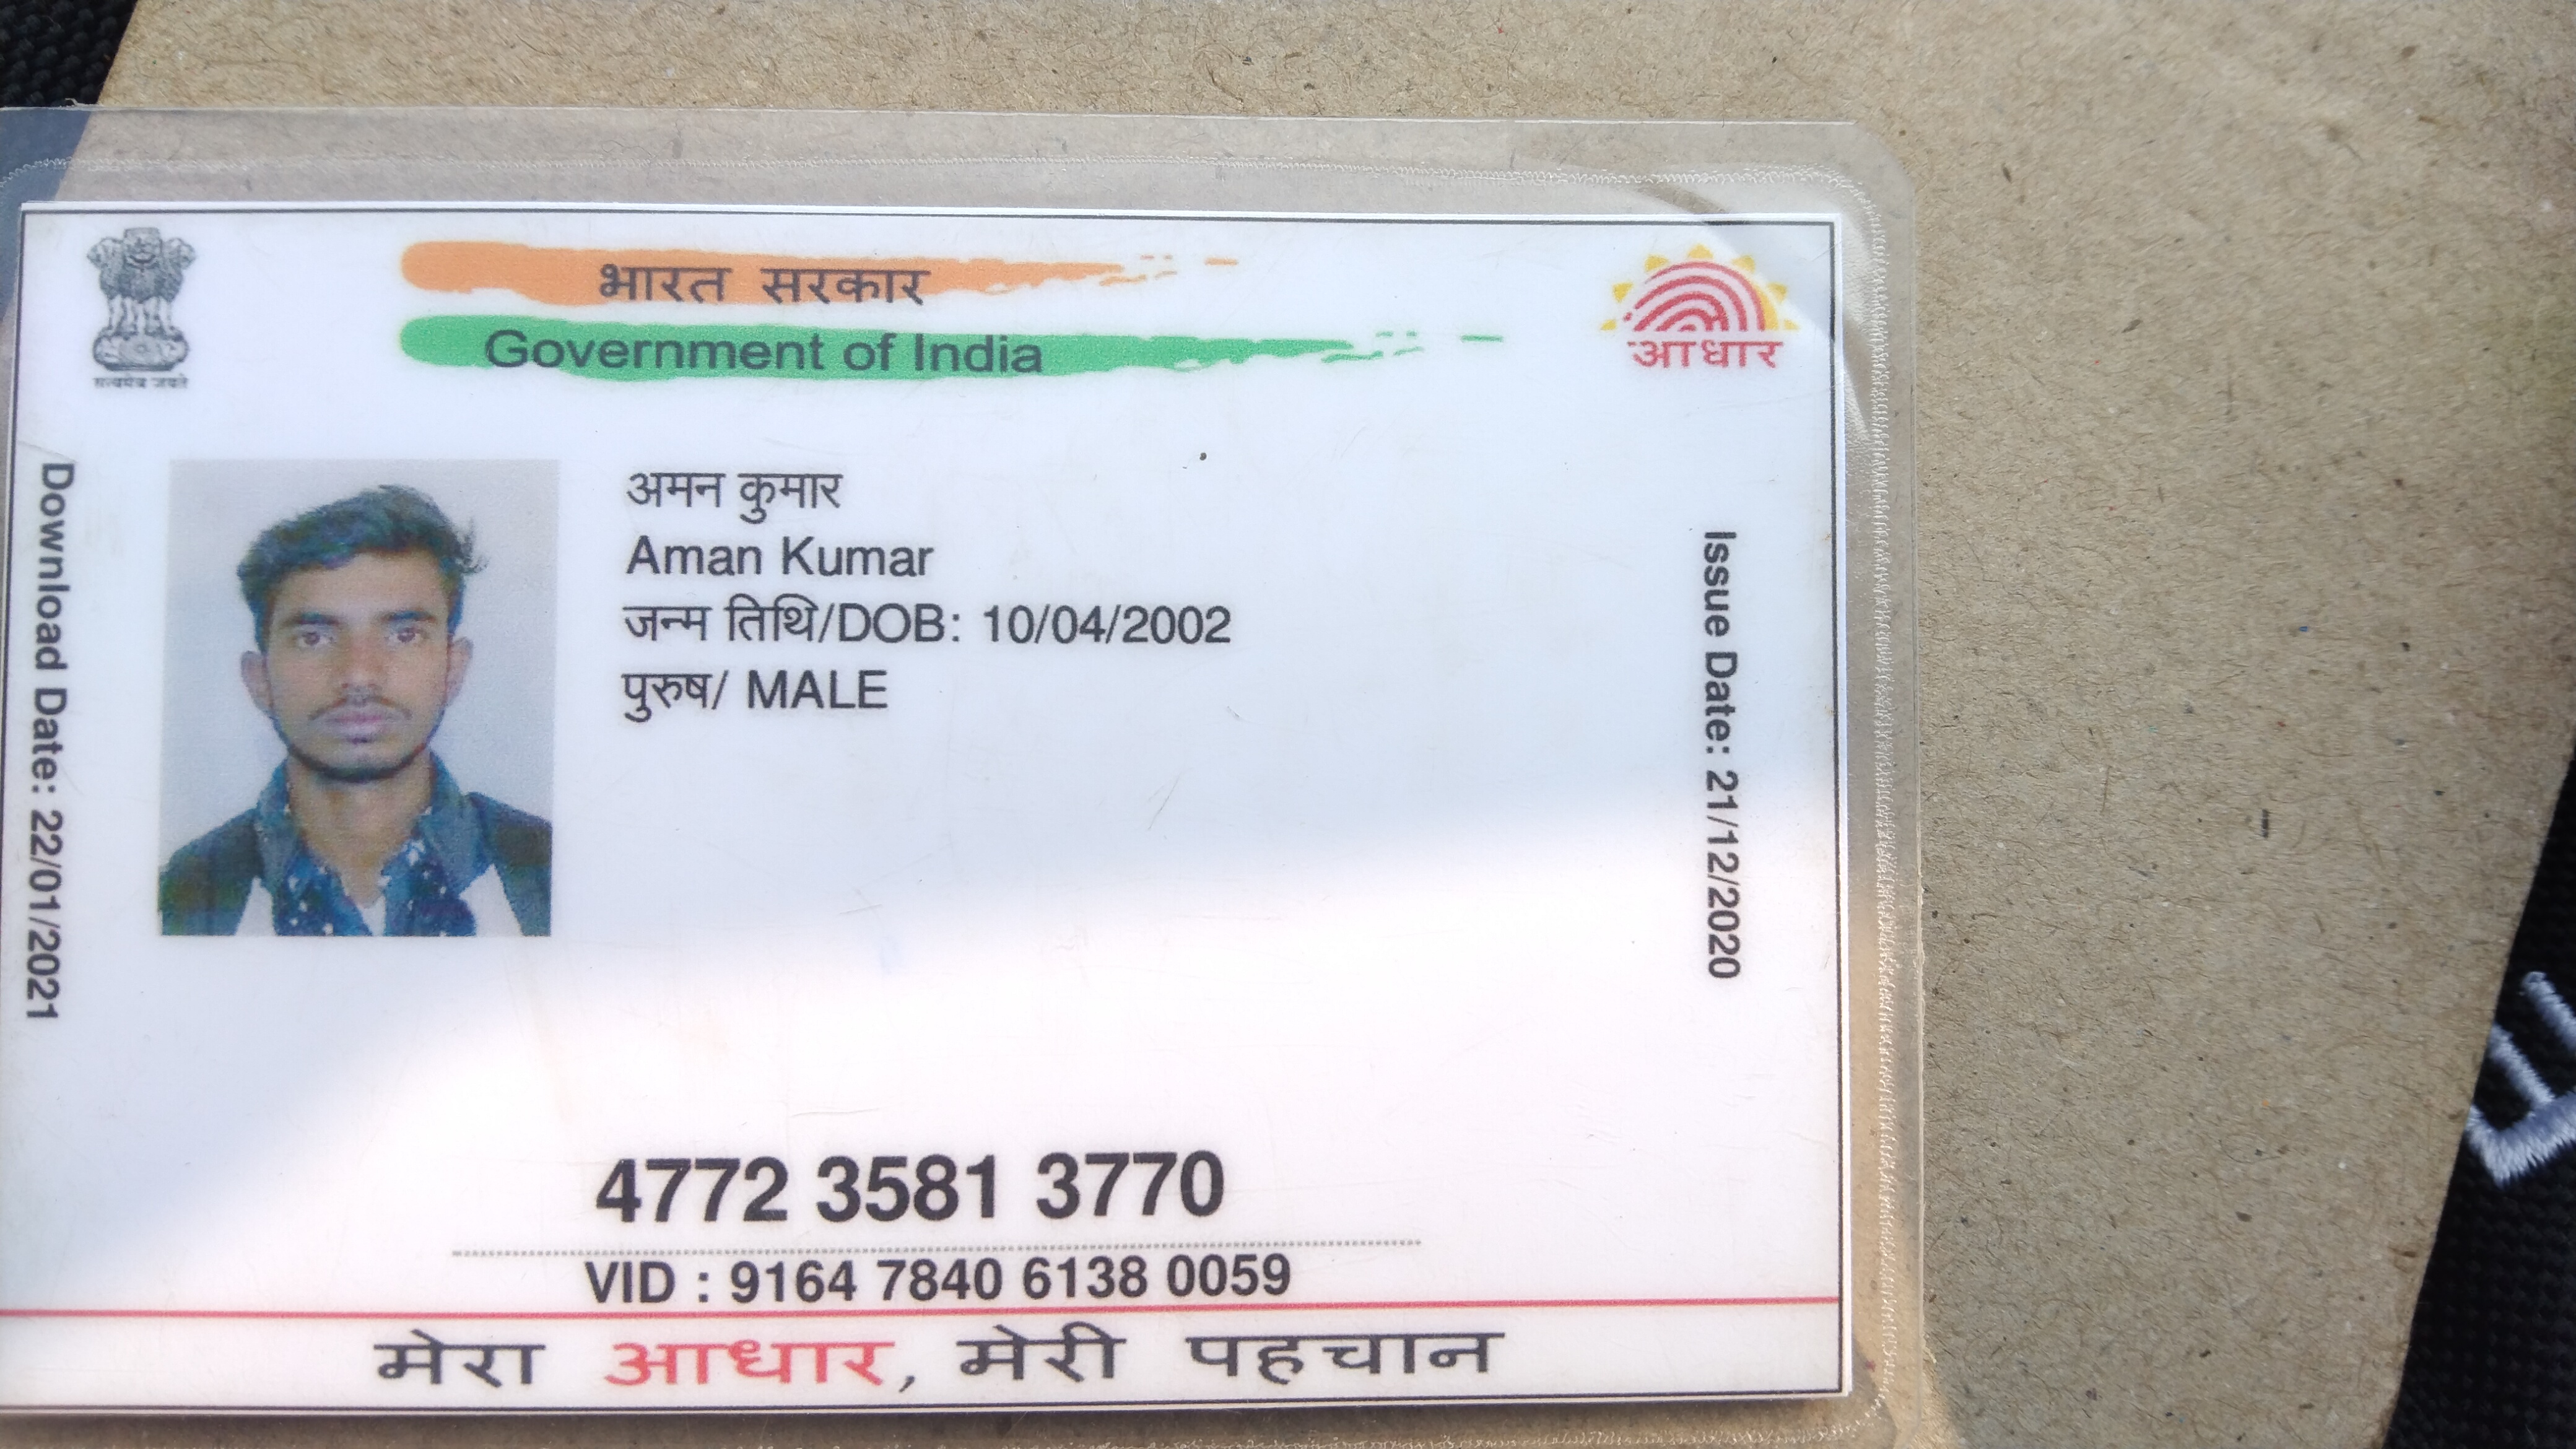 भारत सरकार
Government of India
सत्यमेव जयते
आधार
Download Date: 22/01/2021
अमन कुमार
Aman Kumar
जन्म तिथि/DOB: 10/04/2002
पुरुष/ MALE
Issue Date: 21/12/2020
4772 3581 3770
VID : 9164 7840 6138 0059
मेरा आधार, मेरी पहचान